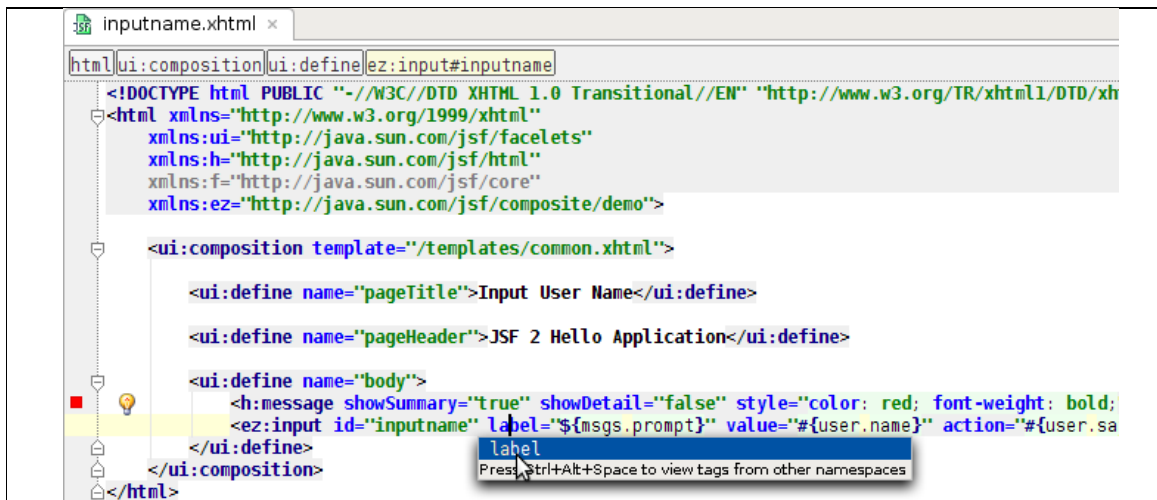 inputname.xhtml ×
html ui:composition ui:define ez:input#inputname
<!DOCTYPE html PUBLIC "-//W3C//DTD XHTML 1.0 Transitional//EN" "http://www.w3.org/TR/xhtml1/DTD/xh
<html xmlns="http://www.w3.org/1999/xhtml"
xmlns:ui="http://java.sun.com/jsf/facelets"
xmlns:h="http://java.sun.com/jsf/html"
xmlns:f="http://java.sun.com/jsf/core"
xmlns:ez="http://java.sun.com/jsf/composite/demo">
<ui:composition template="/templates/common.xhtml">
<ui:define name="pageTitle">Input User Name</ui:define>
<ui:define name="pageHeader">JSF 2 Hello Application</ui:define>
<ui:define name="body">
<h:message showSummary="true" showDetail="false" style="color: red; font-weight: bold;
<ez:input id="inputname" label="${msgs.prompt}" value="#{user.name}" action="#{user.sa
</ui:define>
label
</ui:composition>
Press Ctrl+Alt+Space to view tags from other namespaces
</html>